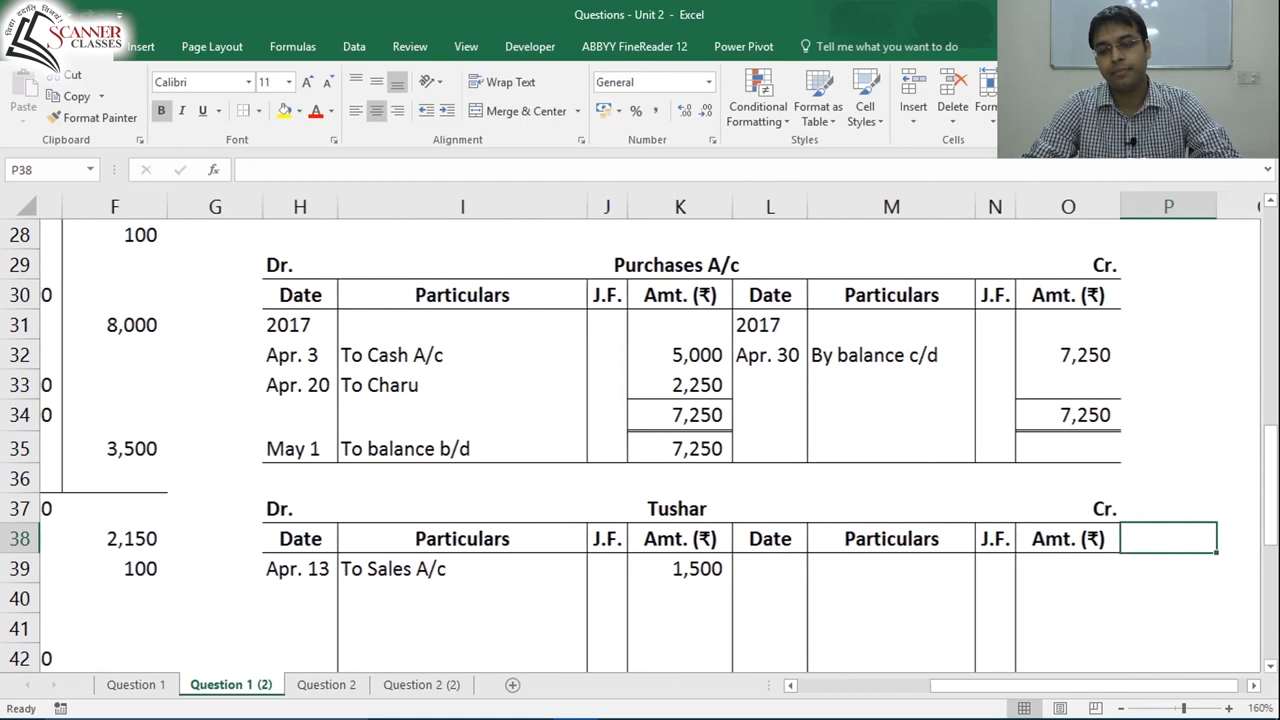 विद्या ददाति विनयं
SCANNER
CLASSES
Questions - Unit 2 - Excel
Insert Page Layout Formulas Data Review View Developer ABBYY FineReader 12 Power Pivot Tell me what you want to do
Cut
Copy
Format Painter
Paste
Calibri 11
B I U
Wrap Text
Merge & Center
General
% ,
Conditional Formatting
Format as Table
Cell Styles
Insert Delete Form
Clipboard Font Alignment Number Styles Cells
P38 fx
F G H I J K L M N O P
28 100
29 Dr. Purchases A/c Cr.
30 0 Date Particulars J.F. Amt. (₹) Date Particulars J.F. Amt. (₹)
31 8,000 2017 2017
32 Apr. 3 To Cash A/c 5,000 Apr. 30 By balance c/d 7,250
33 0 Apr. 20 To Charu 2,250
34 0 7,250 7,250
35 3,500 May 1 To balance b/d 7,250
36
37 0 Dr. Tushar Cr.
38 2,150 Date Particulars J.F. Amt. (₹) Date Particulars J.F. Amt. (₹)
39 100 Apr. 13 To Sales A/c 1,500
40
41
42 0
Question 1 Question 1 (2) Question 2 Question 2 (2)
Ready 160%